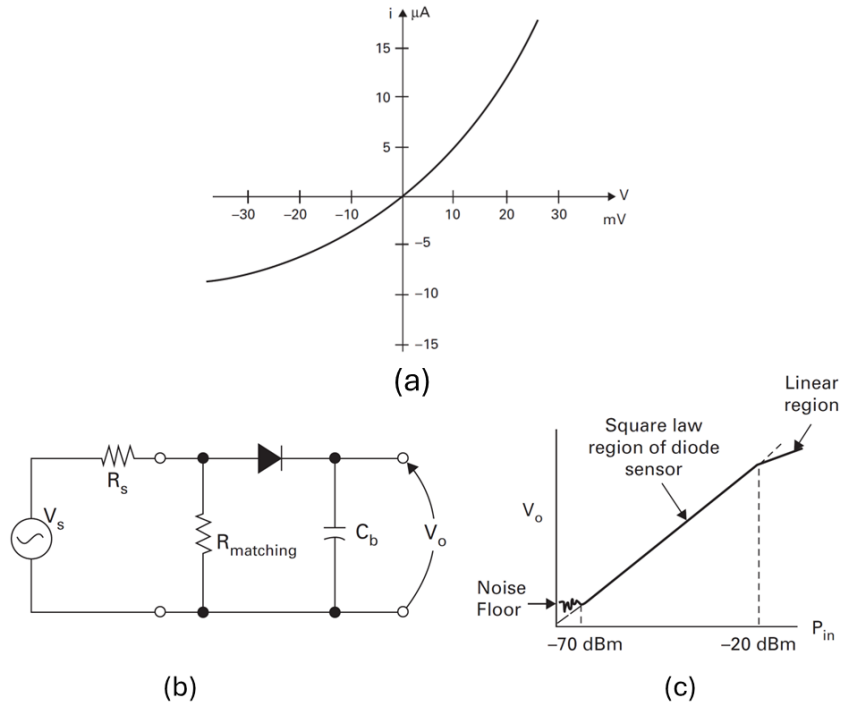 i µA
15
10
5
V
−30 −20 −10 10 20 30 mV
−5
−10
−15
(a)
Rs
Vs
Rmatching
Cb
Vo
(b)
Linear
region
Square law
region of diode
sensor
Vo
Noise
Floor
Pin
−70 dBm −20 dBm
(c)